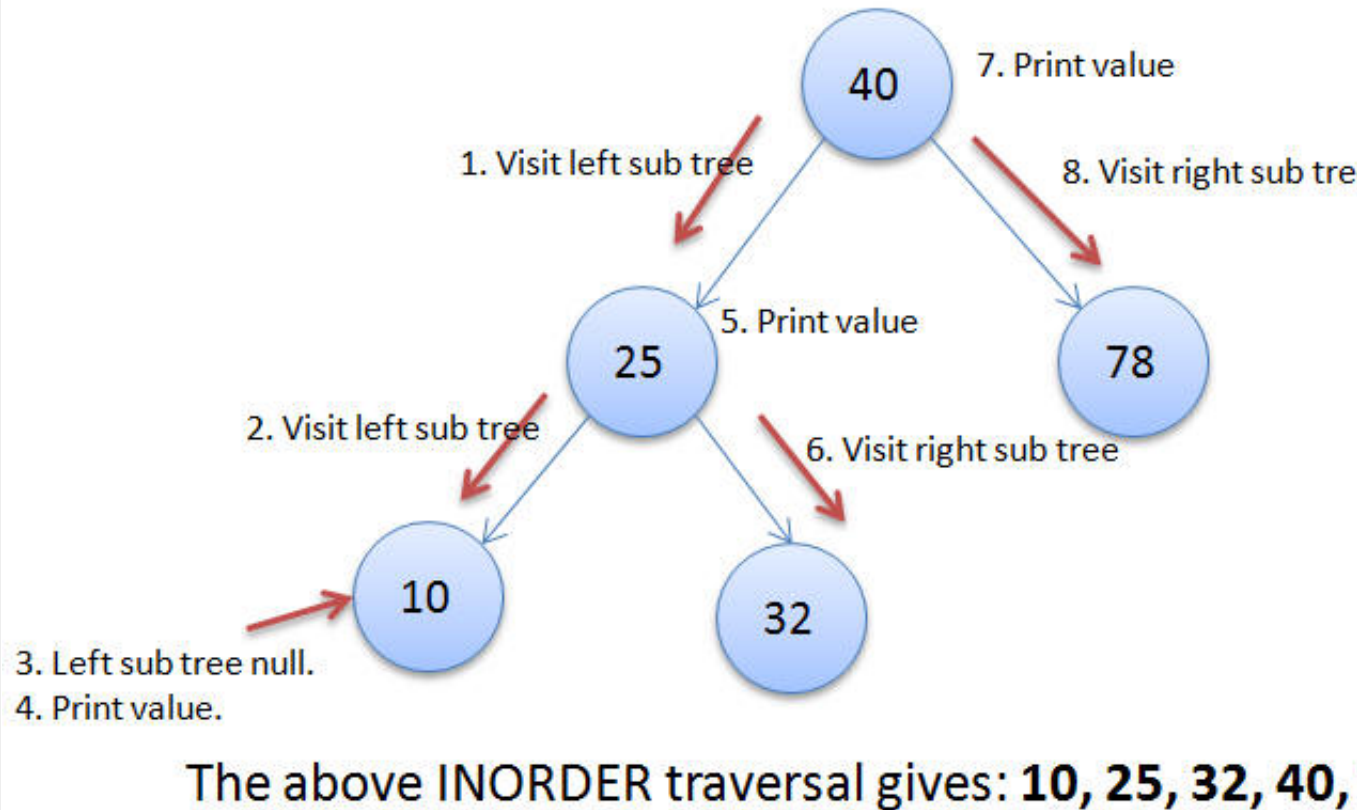 40
7. Print value
1. Visit left sub tree
8. Visit right sub tre
5. Print value
25
78
2. Visit left sub tree
6. Visit right sub tree
10
32
3. Left sub tree null.
4. Print value.
The above INORDER traversal gives: 10, 25, 32, 40,